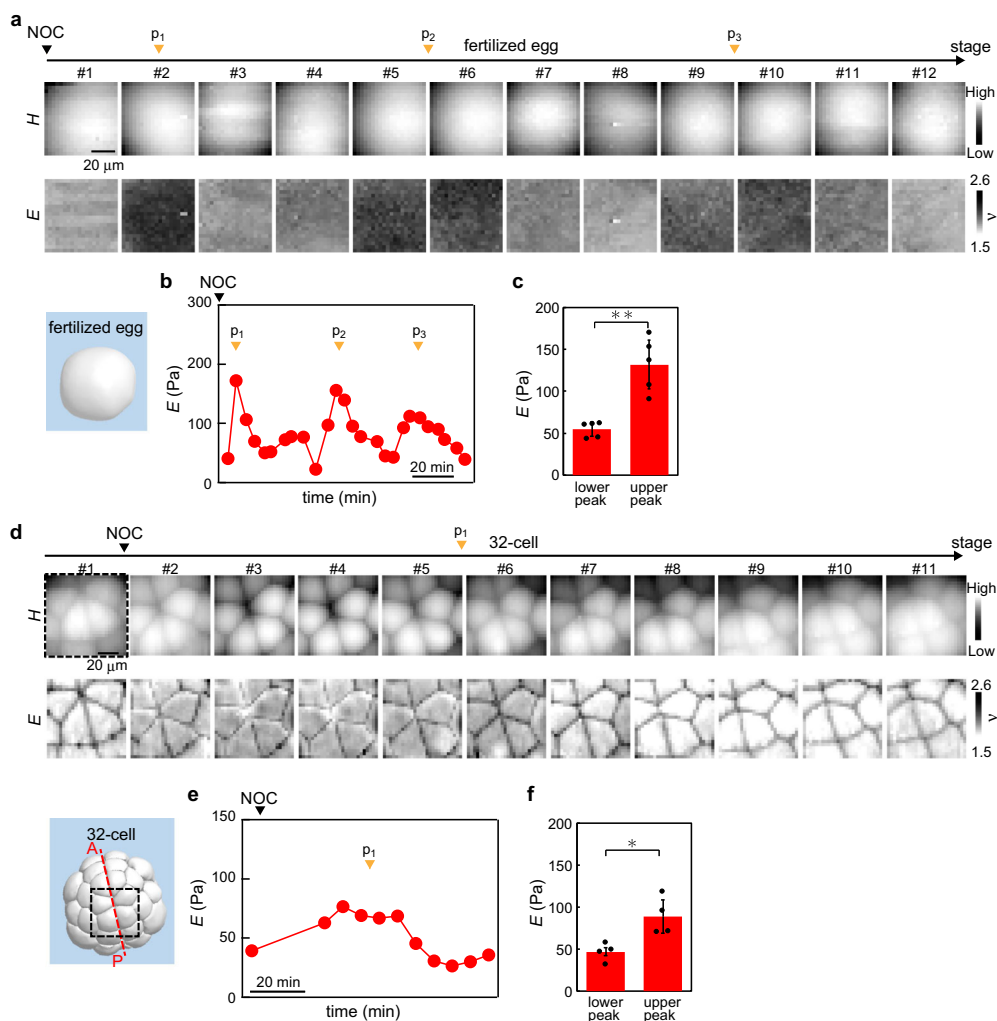 a
NOC
p1
p2
p3
fertilized egg
stage
#1 #2 #3 #4 #5 #6 #7 #8 #9 #10 #11 #12
H
High
Low
20 μm
E
2.6
ν
1.5
fertilized egg
b
NOC
300
200
100
0
E (Pa)
p1
p2
p3
20 min
time (min)
c
200
150
100
50
0
E (Pa)
**
lower peak
upper peak
d
NOC
p1
32-cell
stage
#1 #2 #3 #4 #5 #6 #7 #8 #9 #10 #11
H
High
Low
20 μm
E
2.6
ν
1.5
32-cell
A
P
e
NOC
150
100
50
0
E (Pa)
p1
20 min
time (min)
f
200
150
100
50
0
E (Pa)
*
lower peak
upper peak